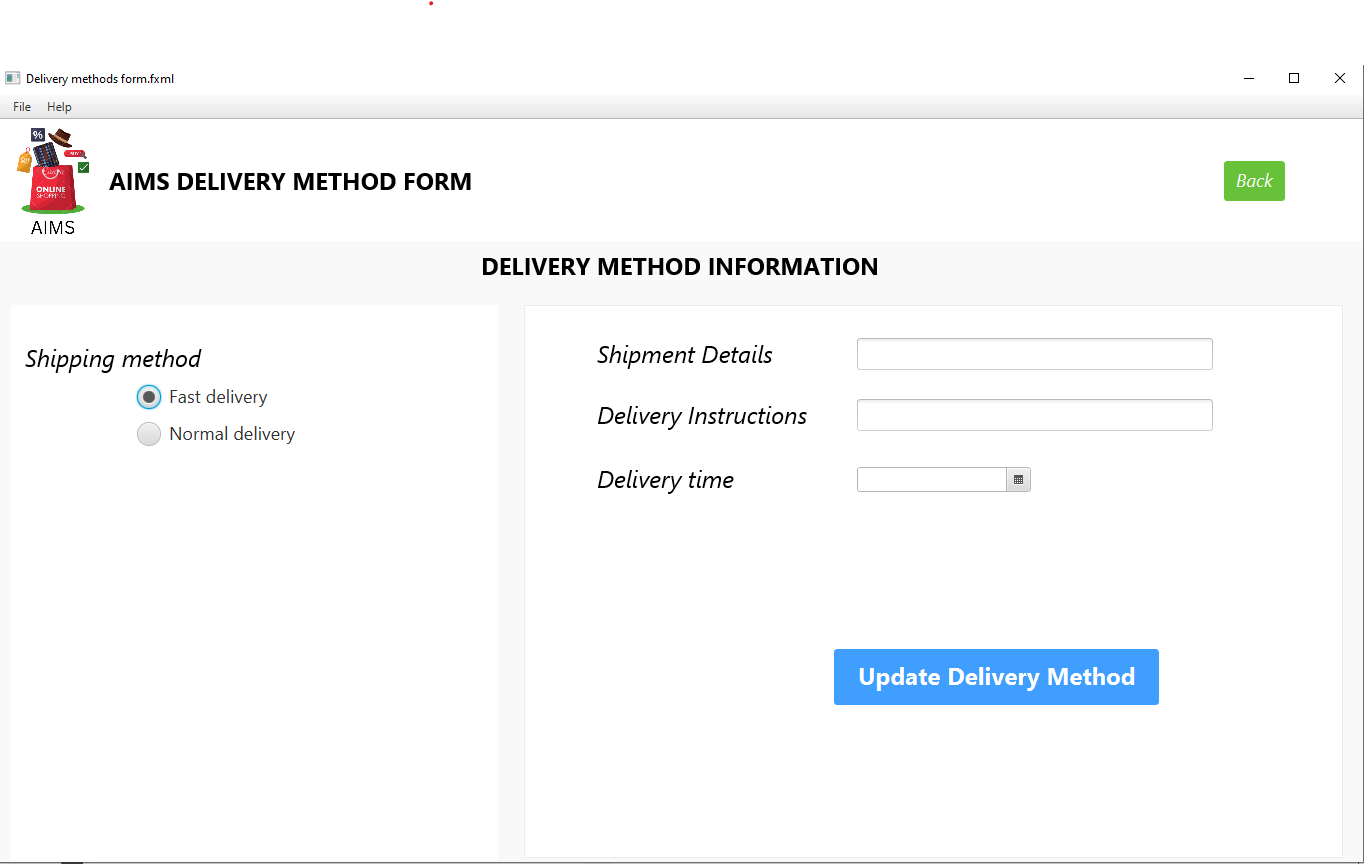 Delivery methods form.fxml
File Help
%
BUY
ONLINE
SHOPPING
AIMS
AIMS DELIVERY METHOD FORM
Back
DELIVERY METHOD INFORMATION
Shipping method
Fast delivery
Normal delivery
Shipment Details
Delivery Instructions
Delivery time
Update Delivery Method